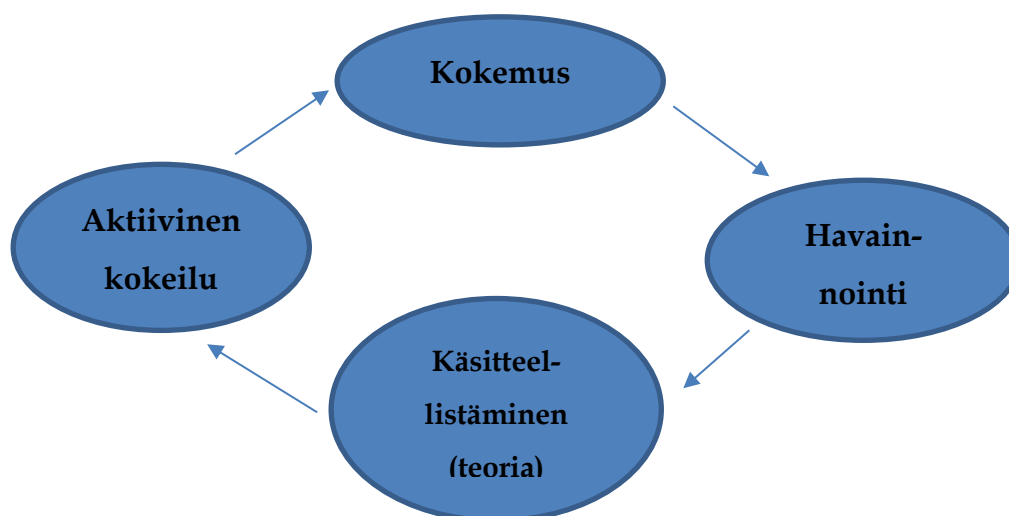 Kokemus
Aktiivinen
kokeilu
Havain-
nointi
Käsitteel-
listäminen
(teoria)